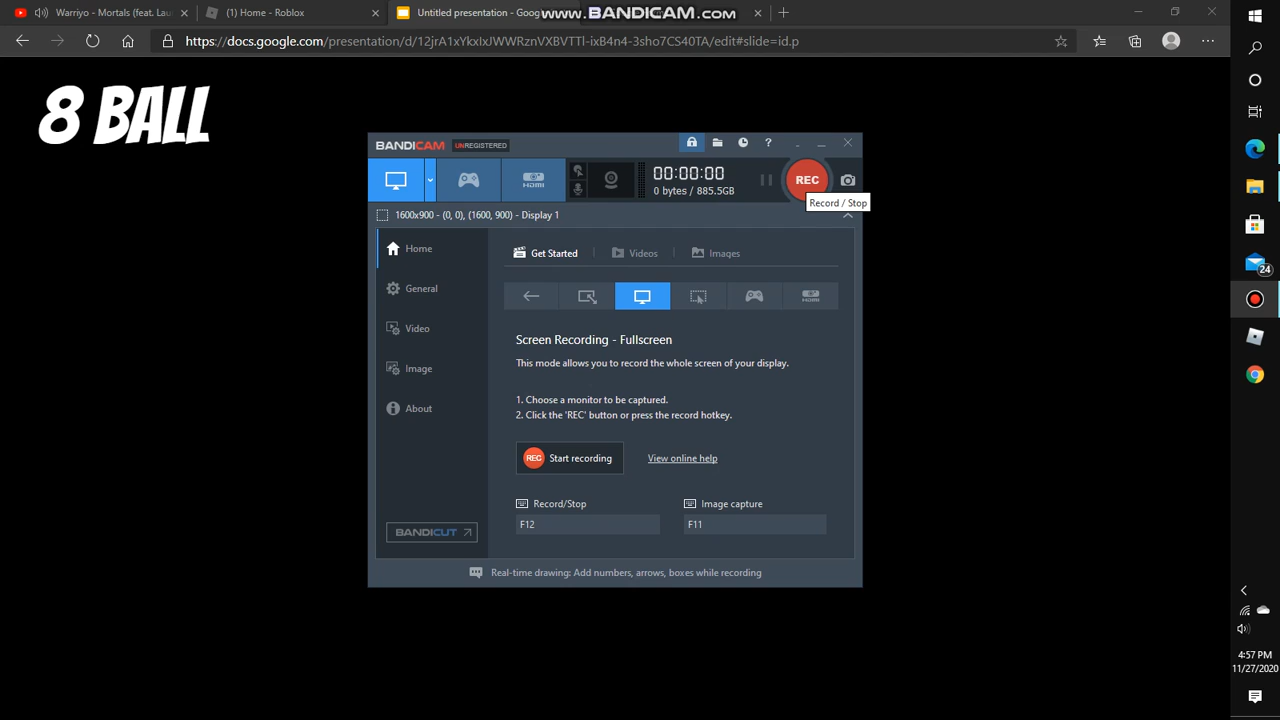 Warriyo - Mortals (feat. Lau
(1) Home - Roblox
Untitled presentation - Goog
www.BANDICAM.com
https://docs.google.com/presentation/d/12jrA1xYkxIxJWWRznVXBVTTl-ixB4n4-3sho7CS40TA/edit#slide=id.p
8 BALL
BANDICAM UNREGISTERED
HDMI
00:00:00
0 bytes / 885.5GB
REC
Record / Stop
1600x900 - (0, 0), (1600, 900) - Display 1
Home
General
Video
Image
About
BANDICUT
Get Started
Videos
Images
HDMI
Screen Recording - Fullscreen
This mode allows you to record the whole screen of your display.
1. Choose a monitor to be captured.
2. Click the 'REC' button or press the record hotkey.
REC Start recording
View online help
Record/Stop
Image capture
F12
F11
Real-time drawing: Add numbers, arrows, boxes while recording
24
4:57 PM
11/27/2020